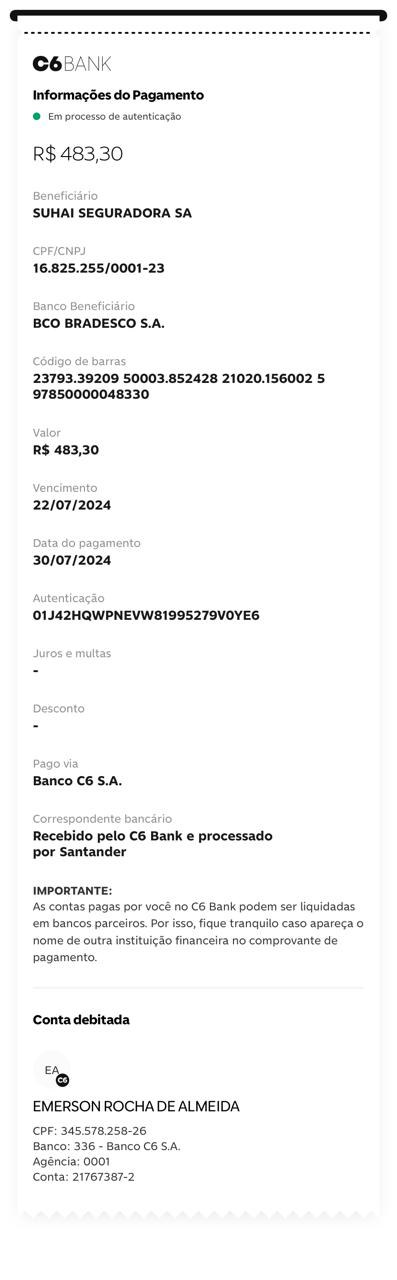 C6BANK
Informações do Pagamento
Em processo de autenticação
R$ 483,30
Beneficiário
SUHAI SEGURADORA SA
CPF/CNPJ
16.825.255/0001-23
Banco Beneficiário
BCO BRADESCO S.A.
Código de barras
23793.39209 50003.852428 21020.156002 5
97850000048330
Valor
R$ 483,30
Vencimento
22/07/2024
Data do pagamento
30/07/2024
Autenticação
01J42HQWPNEVW81995279V0YE6
Juros e multas
-
Desconto
-
Pago via
Banco C6 S.A.
Correspondente bancário
Recebido pelo C6 Bank e processado
por Santander
IMPORTANTE:
As contas pagas por você no C6 Bank podem ser liquidadas
em bancos parceiros. Por isso, fique tranquilo caso apareça o
nome de outra instituição financeira no comprovante de
pagamento.
Conta debitada
EA
C6
EMERSON ROCHA DE ALMEIDA
CPF: 345.578.258-26
Banco: 336 - Banco C6 S.A.
Agência: 0001
Conta: 21767387-2